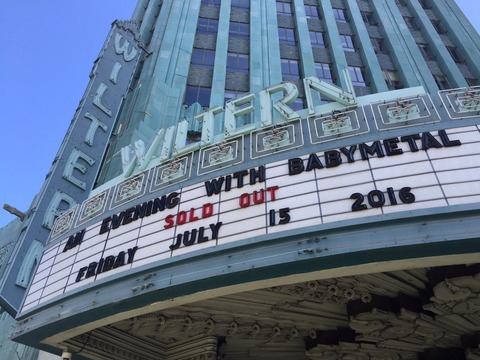 WILTERN
wiltern
AN EVENING WITH BABYMETAL
SOLD OUT
FRIDAY JULY 15 2016